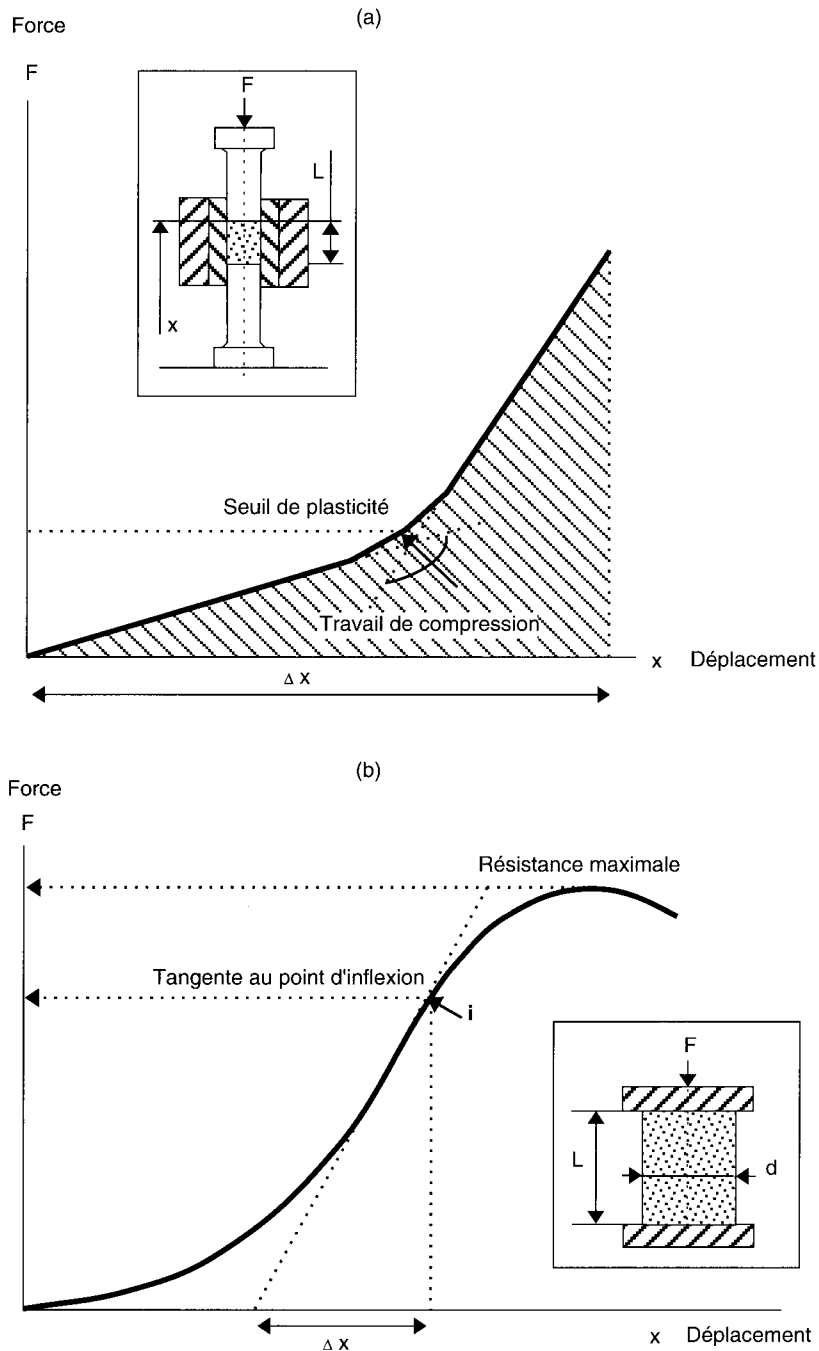 (a)
Force
F
F
L
x
Seuil de plasticité
Travail de compression
x Déplacement
Δ x
(b)
Force
F
Résistance maximale
Tangente au point d'inflexion
i
F
L
d
Δ x
x Déplacement